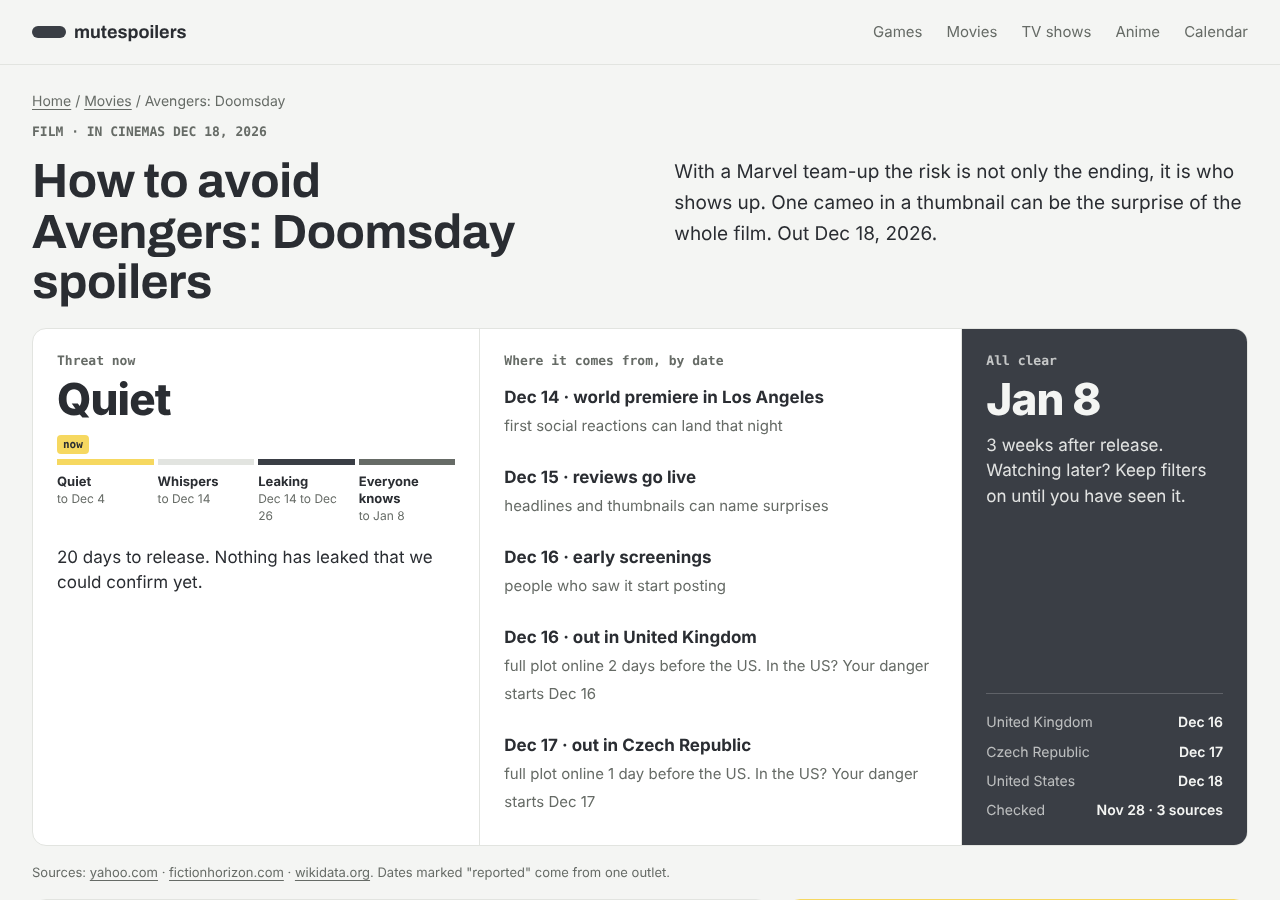 mutespoilers
Games Movies TV shows Anime Calendar
Home / Movies / Avengers: Doomsday
FILM · IN CINEMAS DEC 18, 2026
How to avoid
Avengers: Doomsday
spoilers
With a Marvel team-up the risk is not only the ending, it is who
shows up. One cameo in a thumbnail can be the surprise of the
whole film. Out Dec 18, 2026.
Threat now
Quiet
now
Quiet
to Dec 4
Whispers
to Dec 14
Leaking
Dec 14 to Dec
26
Everyone
knows
to Jan 8
20 days to release. Nothing has leaked that we
could confirm yet.
Where it comes from, by date
Dec 14 · world premiere in Los Angeles
first social reactions can land that night
Dec 15 · reviews go live
headlines and thumbnails can name surprises
Dec 16 · early screenings
people who saw it start posting
Dec 16 · out in United Kingdom
full plot online 2 days before the US. In the US? Your danger
starts Dec 16
Dec 17 · out in Czech Republic
full plot online 1 day before the US. In the US? Your danger
starts Dec 17
All clear
Jan 8
3 weeks after release.
Watching later? Keep filters
on until you have seen it.
United Kingdom Dec 16
Czech Republic Dec 17
United States Dec 18
Checked Nov 28 · 3 sources
Sources: yahoo.com · fictionhorizon.com · wikidata.org. Dates marked "reported" come from one outlet.